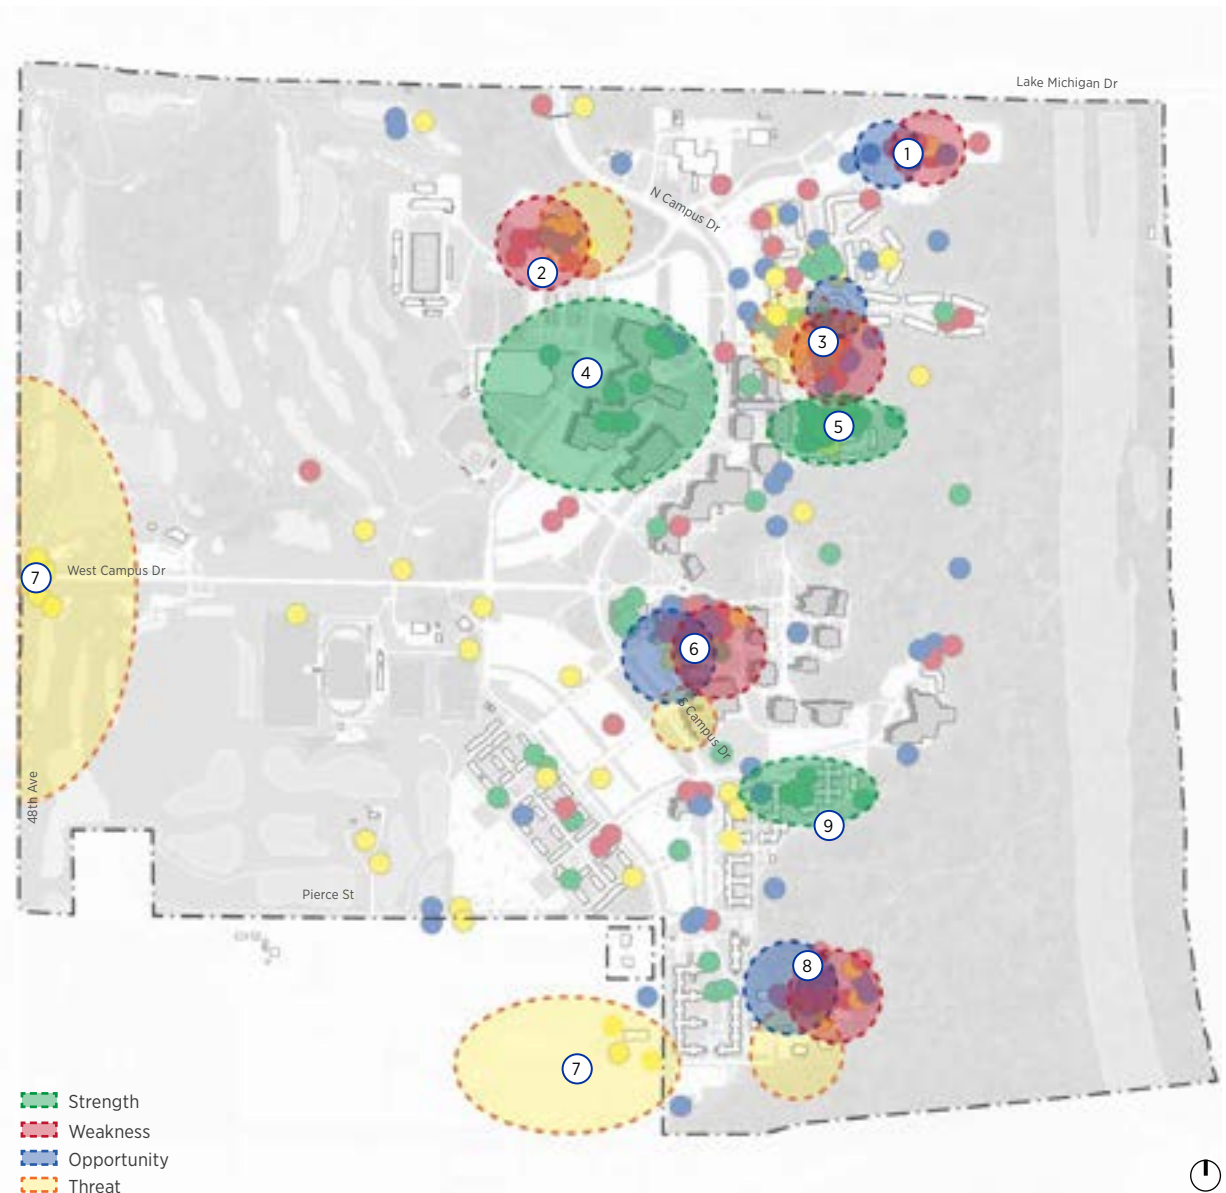 Lake Michigan Dr
1
N Campus Dr
2
3
4
5
7
West Campus Dr
6
S Campus Dr
48th Ave
9
Pierce St
8
7
Strength
Weakness
Opportunity
Threat